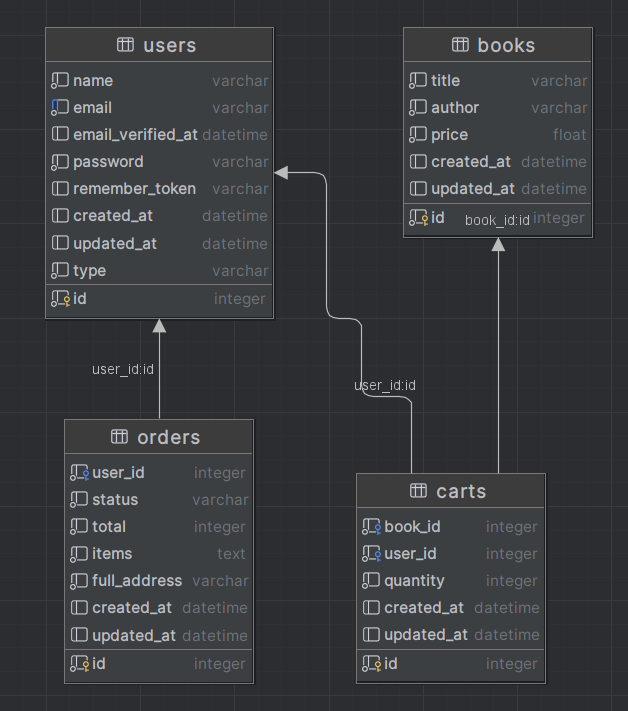 users
name varchar
email varchar
email_verified_at datetime
password varchar
remember_token varchar
created_at datetime
updated_at datetime
type varchar
id integer
books
title varchar
author varchar
price float
created_at datetime
updated_at datetime
id integer
book_id:id
user_id:id
user_id:id
orders
user_id integer
status varchar
total integer
items text
full_address varchar
created_at datetime
updated_at datetime
id integer
carts
book_id integer
user_id integer
quantity integer
created_at datetime
updated_at datetime
id integer